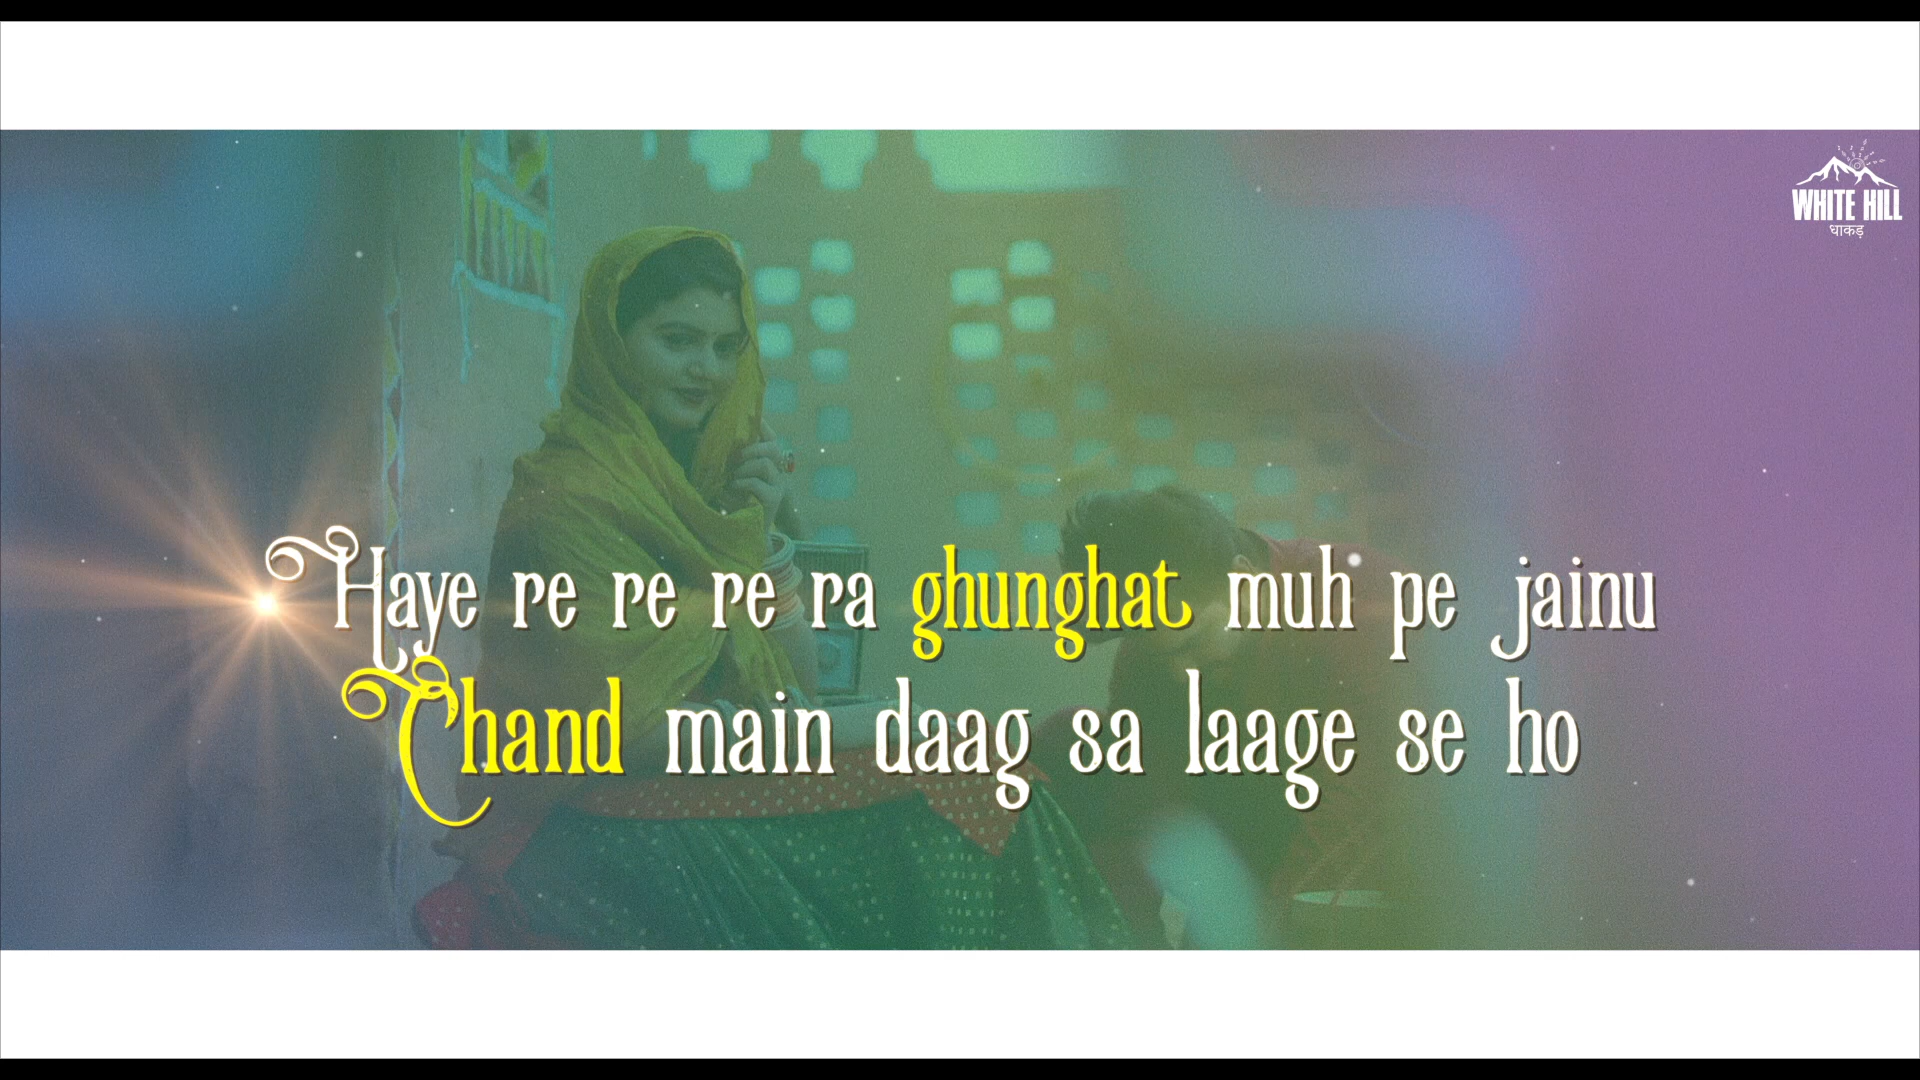 WHITE HILL
धाकड़
Haye re re re ra ghunghat muh pe jainu
Chand main daag sa laage se ho